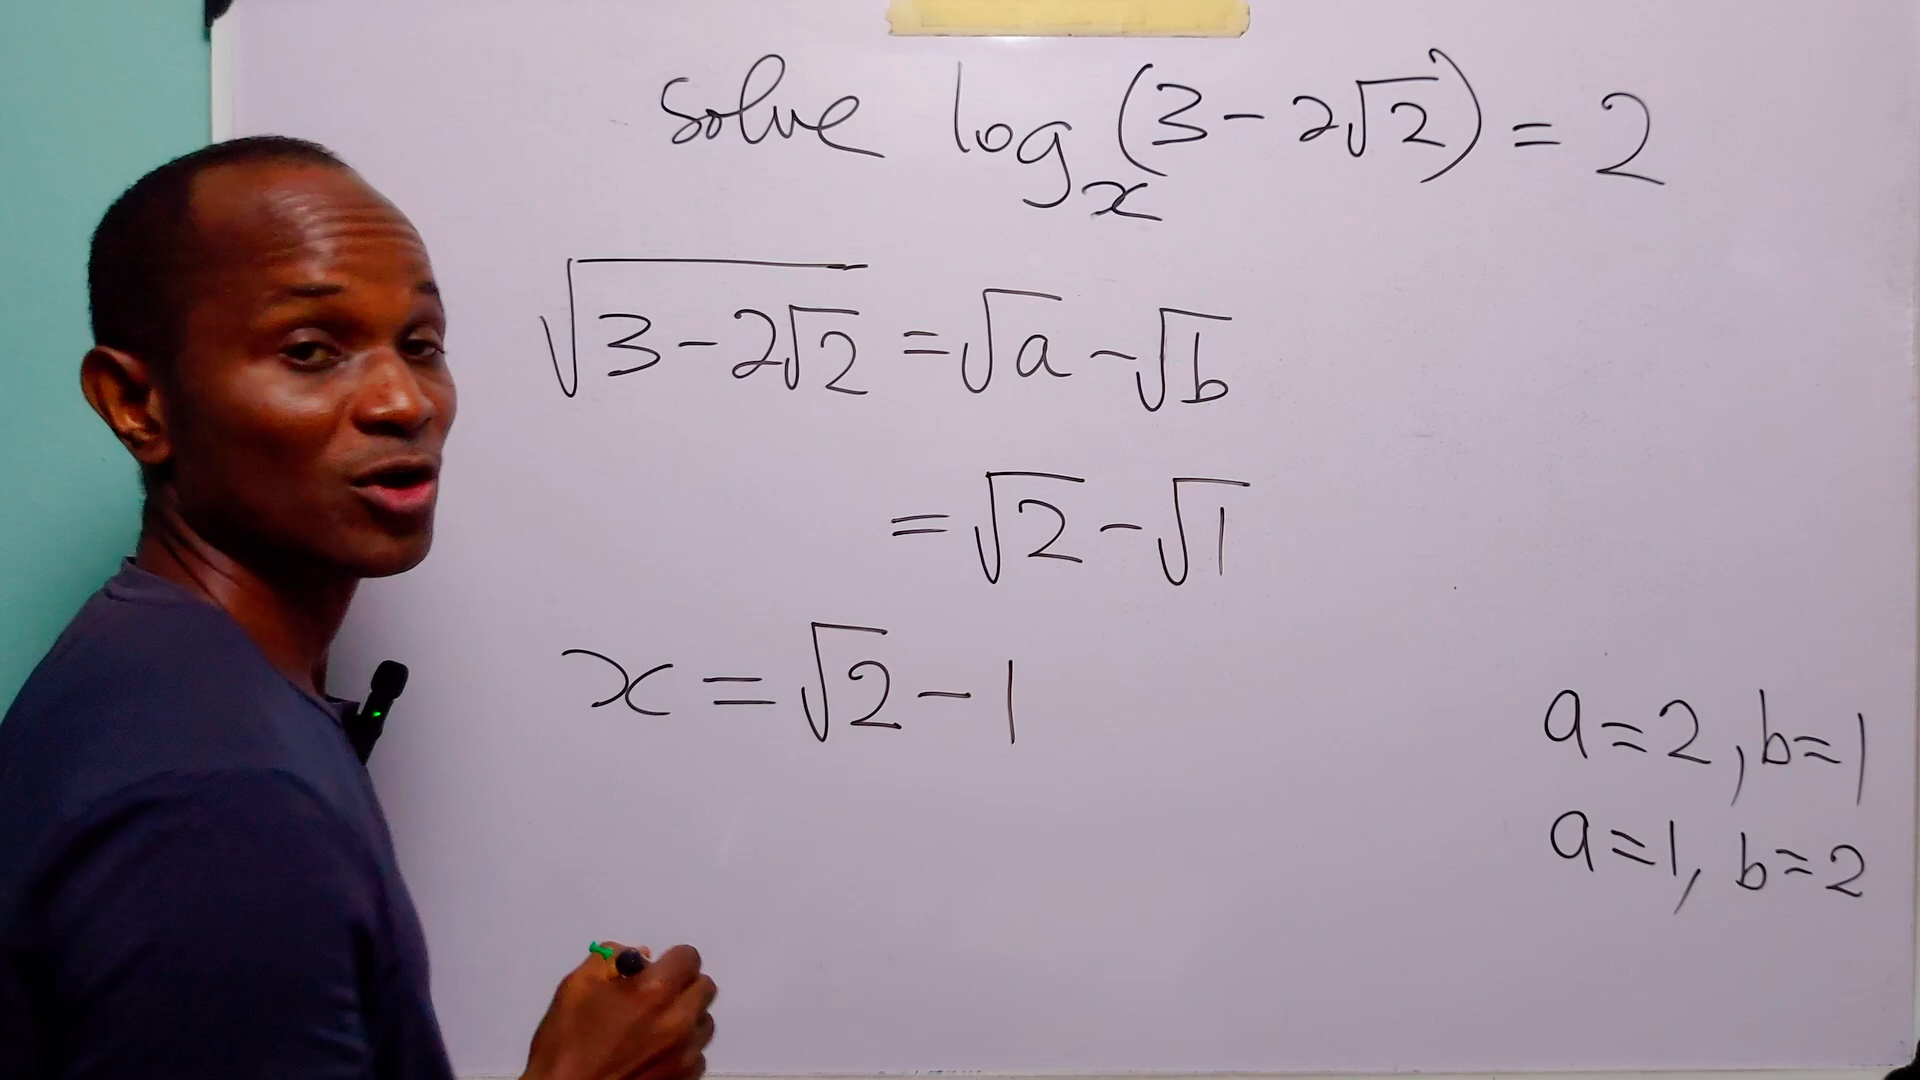 solve log_x (3 - 2√2) = 2
√(3 - 2√2) = √a - √b
= √2 - √1
x = √2 - 1
a = 2, b = 1
a = 1, b = 2